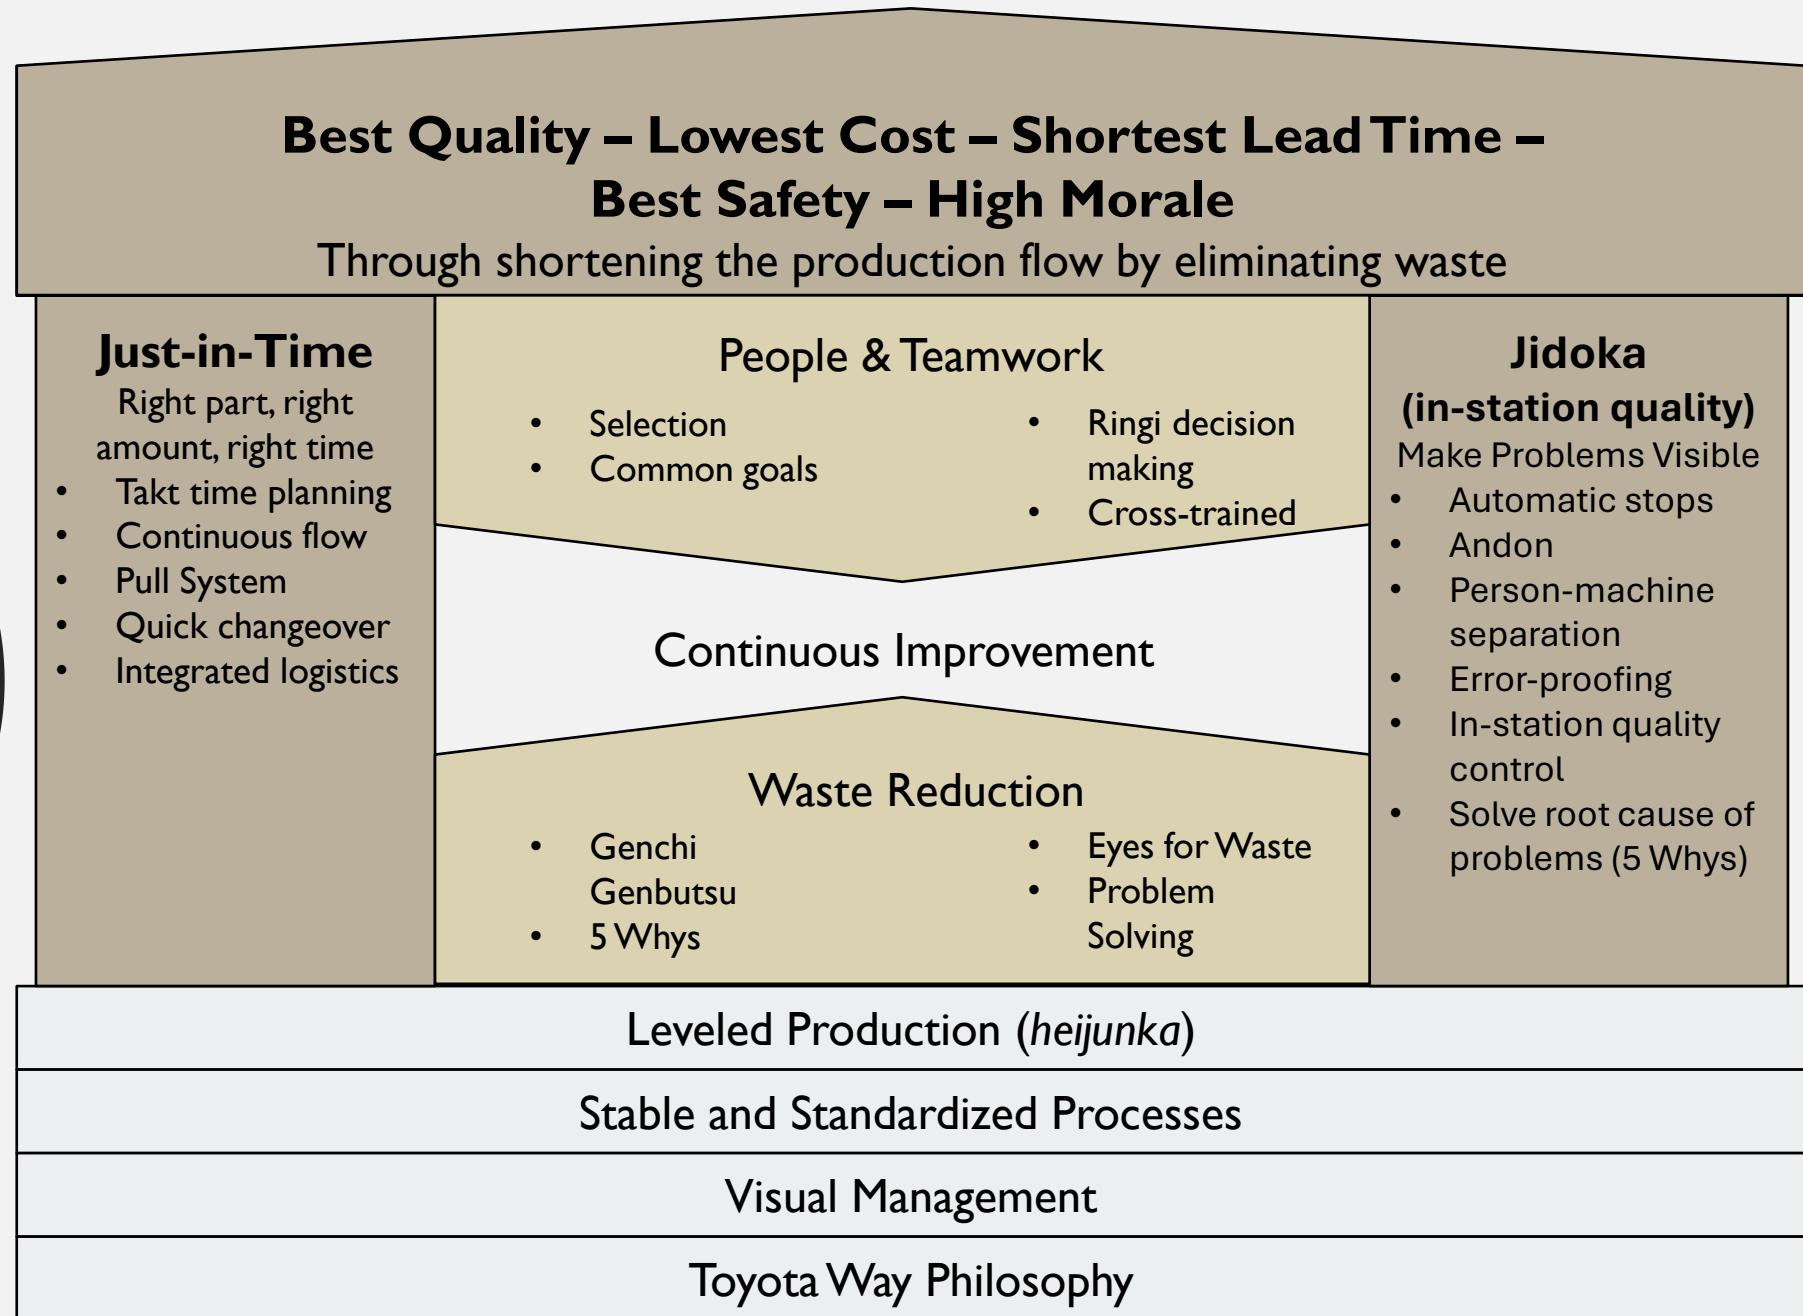 Best Quality – Lowest Cost – Shortest Lead Time –
Best Safety – High Morale
Through shortening the production flow by eliminating waste
Just-in-Time
Right part, right
amount, right time
• Takt time planning
• Continuous flow
• Pull System
• Quick changeover
• Integrated logistics
People & Teamwork
• Selection
• Common goals
• Ringi decision
making
• Cross-trained
Continuous Improvement
Waste Reduction
• Genchi
Genbutsu
• 5 Whys
• Eyes for Waste
• Problem
Solving
Jidoka
(in-station quality)
Make Problems Visible
• Automatic stops
• Andon
• Person-machine
separation
• Error-proofing
• In-station quality
control
• Solve root cause of
problems (5 Whys)
Leveled Production (heijunka)
Stable and Standardized Processes
Visual Management
Toyota Way Philosophy